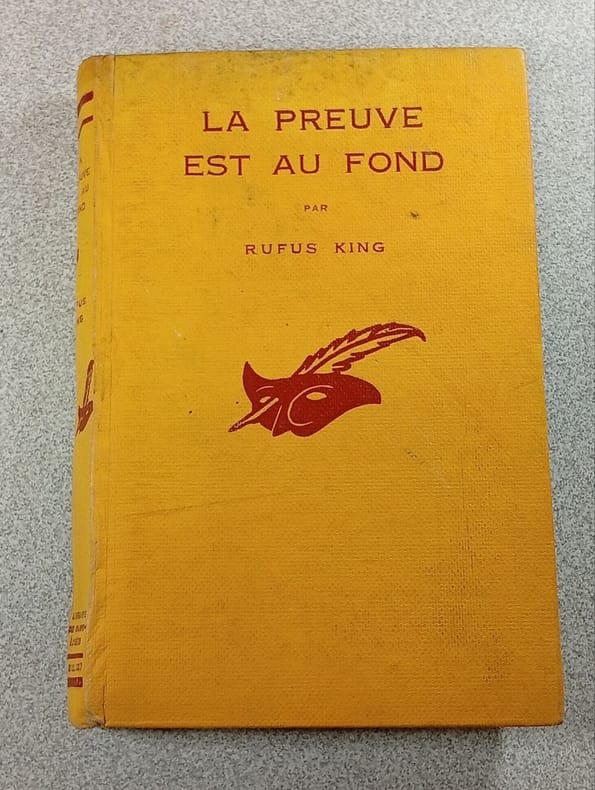 LA PREUVE
EST AU FOND
PAR
RUFUS KING